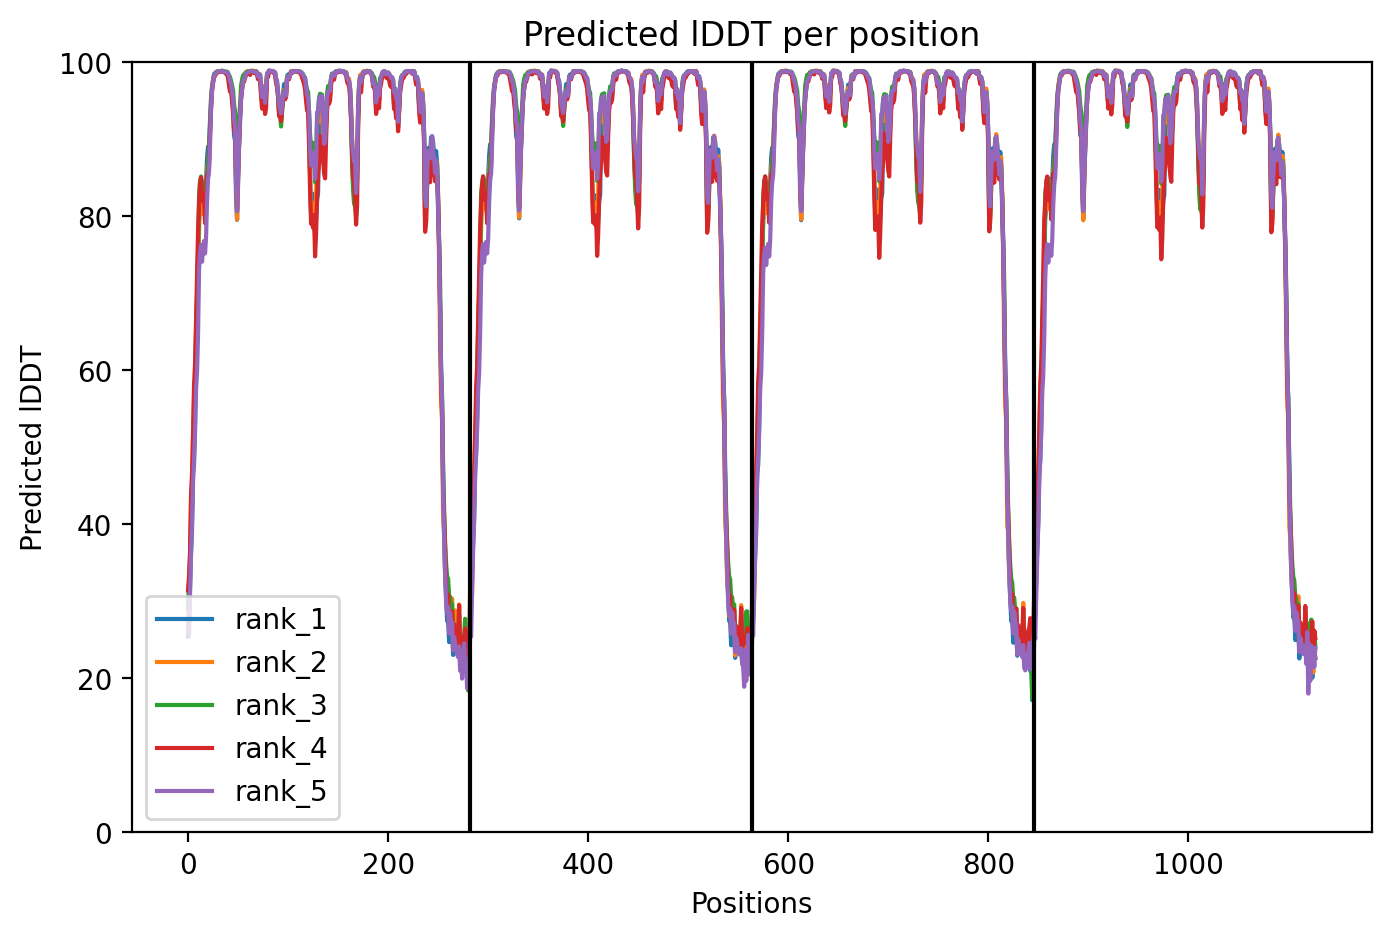 Predicted lDDT per position
Predicted lDDT
100
80
60
40
20
0
rank_1
rank_2
rank_3
rank_4
rank_5
0 200 400 600 800 1000
Positions